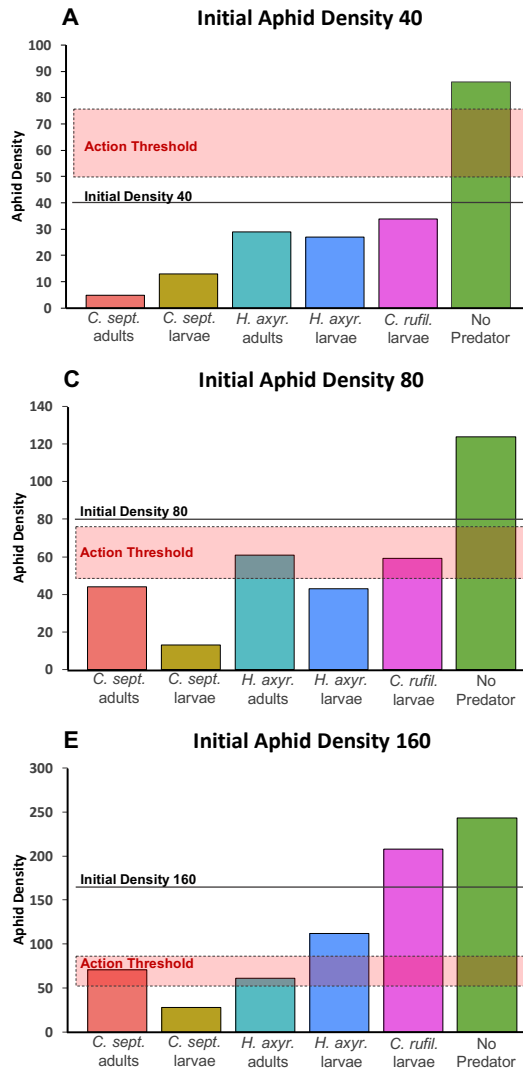 A
Initial Aphid Density 40
Aphid Density
100
90
80
70
60
50
40
30
20
10
0
Action Threshold
Initial Density 40
C. sept. adults
C. sept. larvae
H. axyr. adults
H. axyr. larvae
C. rufil. larvae
No Predator
C
Initial Aphid Density 80
Aphid Density
140
120
100
80
60
40
20
0
Initial Density 80
Action Threshold
C. sept. adults
C. sept. larvae
H. axyr. adults
H. axyr. larvae
C. rufil. larvae
No Predator
E
Initial Aphid Density 160
Aphid Density
300
250
200
150
100
50
0
Initial Density 160
Action Threshold
C. sept. adults
C. sept. larvae
H. axyr. adults
H. axyr. larvae
C. rufil. larvae
No Predator